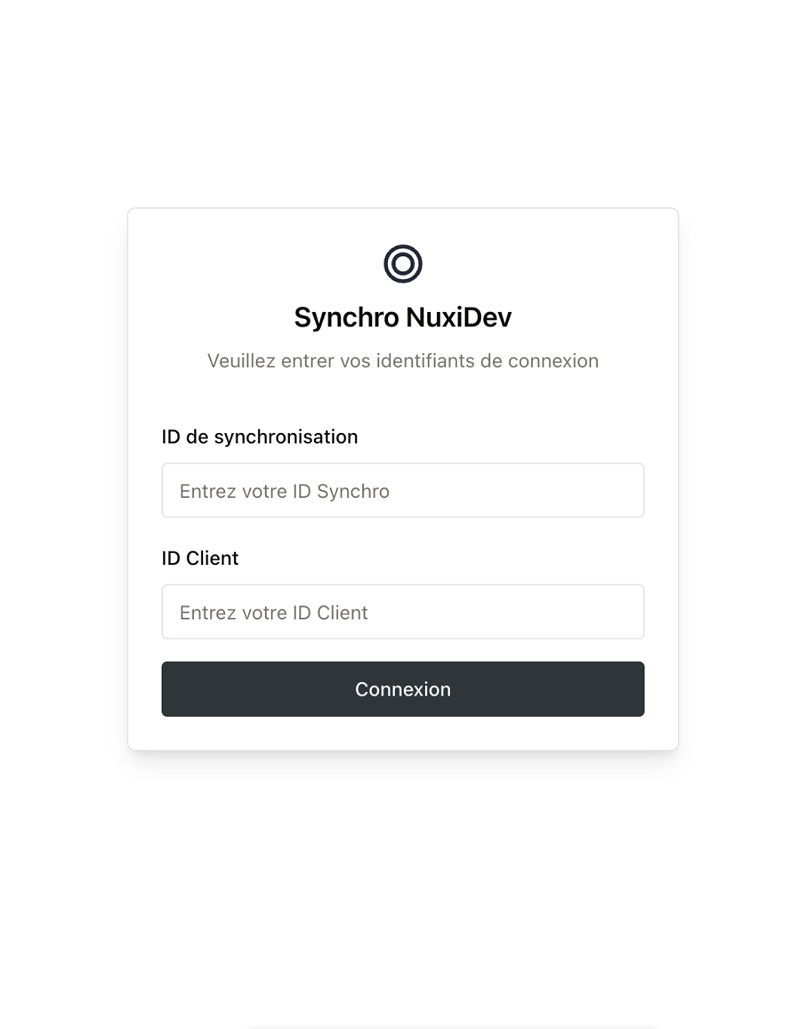 Synchro NuxiDev
Veuillez entrer vos identifiants de connexion
ID de synchronisation
Entrez votre ID Synchro
ID Client
Entrez votre ID Client
Connexion